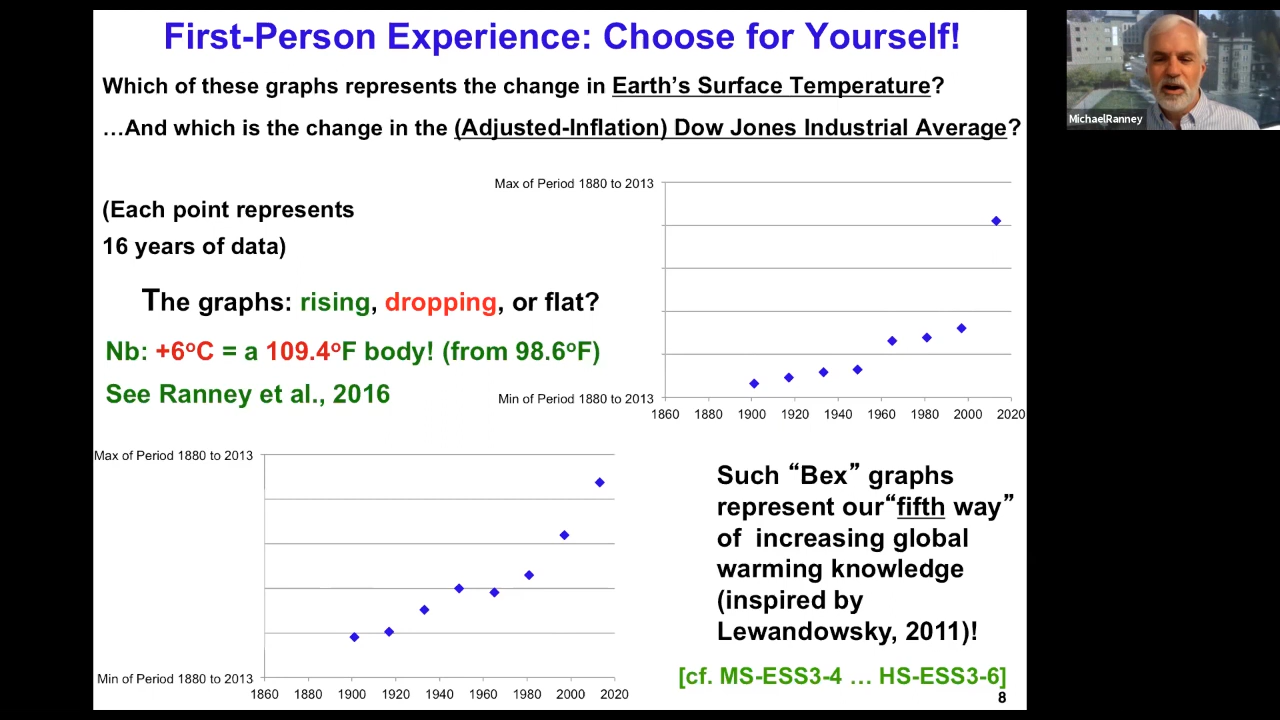 First-Person Experience: Choose for Yourself!
Which of these graphs represents the change in Earth’s Surface Temperature?
…And which is the change in the (Adjusted-Inflation) Dow Jones Industrial Average?
MichaelRanney
(Each point represents
16 years of data)
The graphs: rising, dropping, or flat?
Nb: +6ºC = a 109.4ºF body! (from 98.6ºF)
See Ranney et al., 2016
Max of Period 1880 to 2013
Min of Period 1880 to 2013
1860 1880 1900 1920 1940 1960 1980 2000 2020
Max of Period 1880 to 2013
Min of Period 1880 to 2013
1860 1880 1900 1920 1940 1960 1980 2000 2020
Such “Bex” graphs
represent our“fifth way”
of increasing global
warming knowledge
(inspired by
Lewandowsky, 2011)!
[cf. MS-ESS3-4 … HS-ESS3-6]
8